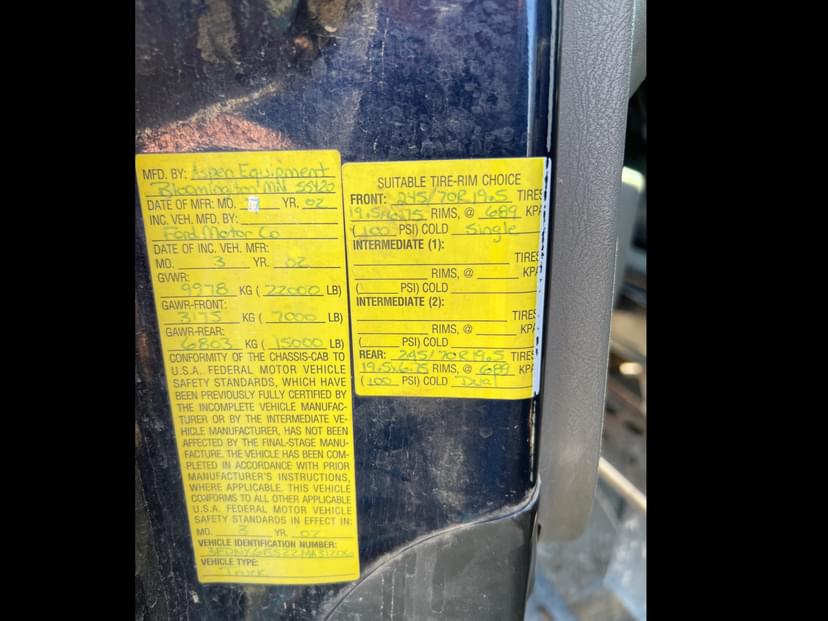 MFD. BY: Aspen Equipment
Bloomington MN 55420
DATE OF MFR: MO. 7 YR. 02
INC. VEH. MFD. BY:
Ford Motor Co
DATE OF INC. VEH. MFR:
MO. 3 YR. 02
GVWR:
9978 KG ( 22000 LB)
GAWR-FRONT:
3175 KG ( 7000 LB)
GAWR-REAR:
6803 KG ( 15000 LB)
CONFORMITY OF THE CHASSIS-CAB TO
U.S.A. FEDERAL MOTOR VEHICLE
SAFETY STANDARDS, WHICH HAVE
BEEN PREVIOUSLY FULLY CERTIFIED BY
THE INCOMPLETE VEHICLE MANUFAC-
TURER OR BY THE INTERMEDIATE VE-
HICLE MANUFACTURER, HAS NOT BEEN
AFFECTED BY THE FINAL-STAGE MANU-
FACTURE. THE VEHICLE HAS BEEN COM-
PLETED IN ACCORDANCE WITH PRIOR
MANUFACTURER'S INSTRUCTIONS,
WHERE APPLICABLE. THIS VEHICLE
CONFORMS TO ALL OTHER APPLICABLE
U.S.A. FEDERAL MOTOR VEHICLE
SAFETY STANDARDS IN EFFECT IN:
MO. 3 YR. 02
VEHICLE IDENTIFICATION NUMBER:
VEHICLE TYPE:
Truck
SUITABLE TIRE-RIM CHOICE
FRONT: 245/70R19.5 TIRES
19.5x6.75 RIMS, @ 689 KPA
(100 PSI) COLD Single
INTERMEDIATE (1):
TIRES
RIMS, @ KPA
( PSI) COLD
INTERMEDIATE (2):
TIRES
RIMS, @ KPA
( PSI) COLD
REAR: 245/70R19.5 TIRES
19.5x6.75 RIMS, @ 689 KPA
(100 PSI) COLD Dual